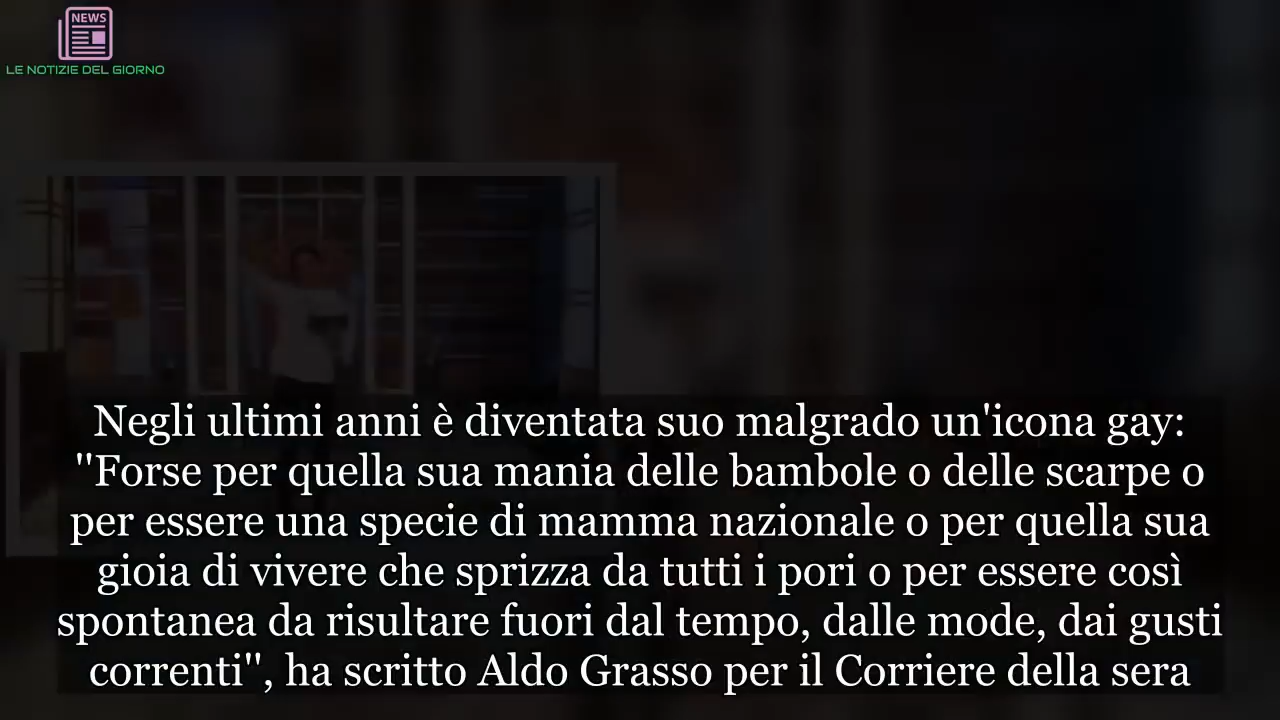 NEWS
LE NOTIZIE DEL GIORNO
Negli ultimi anni è diventata suo malgrado un'icona gay:
"Forse per quella sua mania delle bambole o delle scarpe o
per essere una specie di mamma nazionale o per quella sua
gioia di vivere che sprizza da tutti i pori o per essere così
spontanea da risultare fuori dal tempo, dalle mode, dai gusti
correnti", ha scritto Aldo Grasso per il Corriere della sera